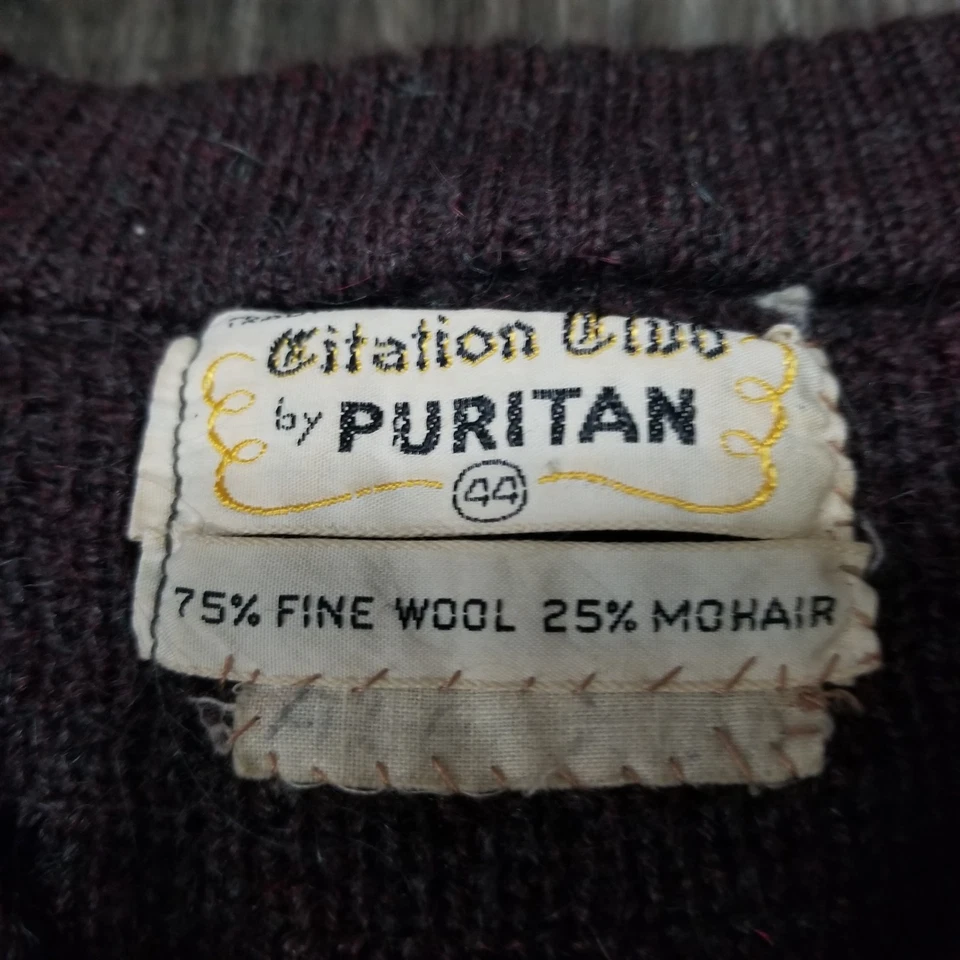 Citation Club
by PURITAN
44
75% FINE WOOL 25% MOHAIR